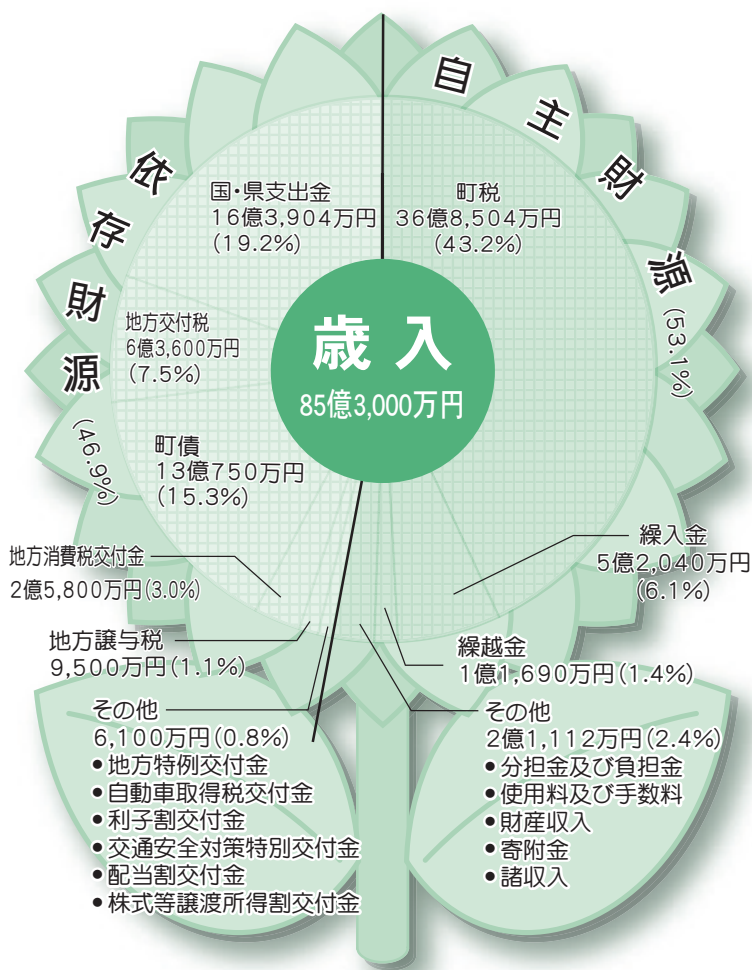 歳入
85億3,000万円
自主財源(53.1%)
町税
36億8,504万円
(43.2%)
繰入金
5億2,040万円
(6.1%)
繰越金
1億1,690万円(1.4%)
その他
2億1,112万円(2.4%)
•分担金及び負担金
•使用料及び手数料
•財産収入
•寄附金
•諸収入
依存財源(46.9%)
国・県支出金
16億3,904万円
(19.2%)
地方交付税
6億3,600万円
(7.5%)
町債
13億750万円
(15.3%)
地方消費税交付金
2億5,800万円(3.0%)
地方譲与税
9,500万円(1.1%)
その他
6,100万円(0.8%)
•地方特例交付金
•自動車取得税交付金
•利子割交付金
•交通安全対策特別交付金
•配当割交付金
•株式等譲渡所得割交付金